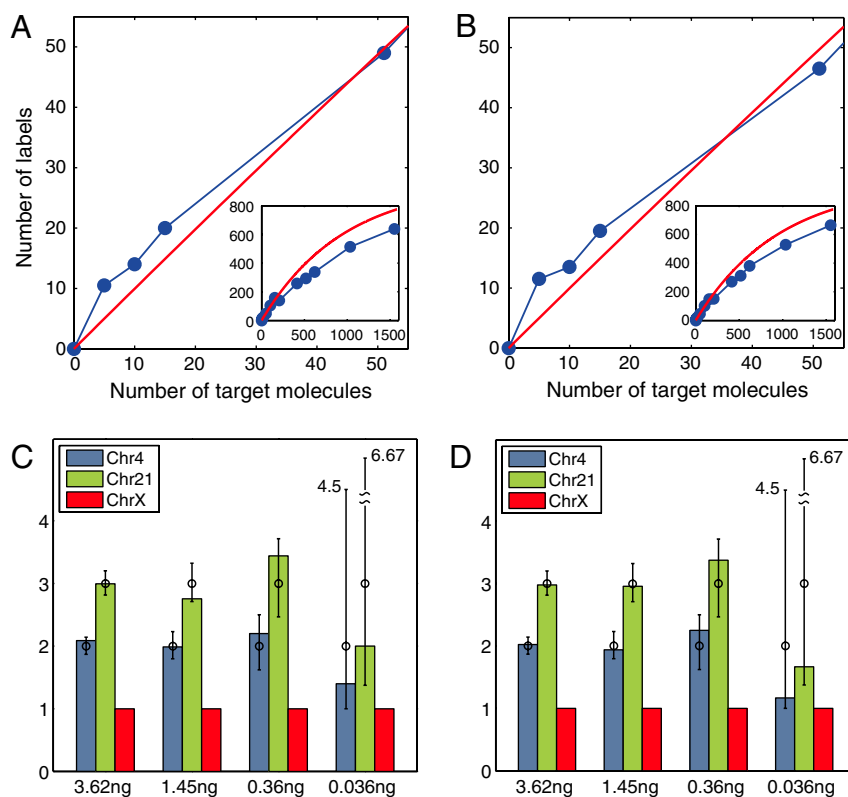 A
B
Number of labels
50
40
30
20
10
0
0
10
20
30
40
50
Number of target molecules
800
600
400
200
0
500
1000
1500
50
40
30
20
10
0
0
10
20
30
40
50
Number of target molecules
800
600
400
200
0
0
500
1000
1500
C
Chr4
Chr21
ChrX
4.5
6.67
4
3
2
1
0
3.62ng
1.45ng
0.36ng
0.036ng
D
Chr4
Chr21
ChrX
4.5
6.67
4
3
2
1
0
3.62ng
1.45ng
0.36ng
0.036ng